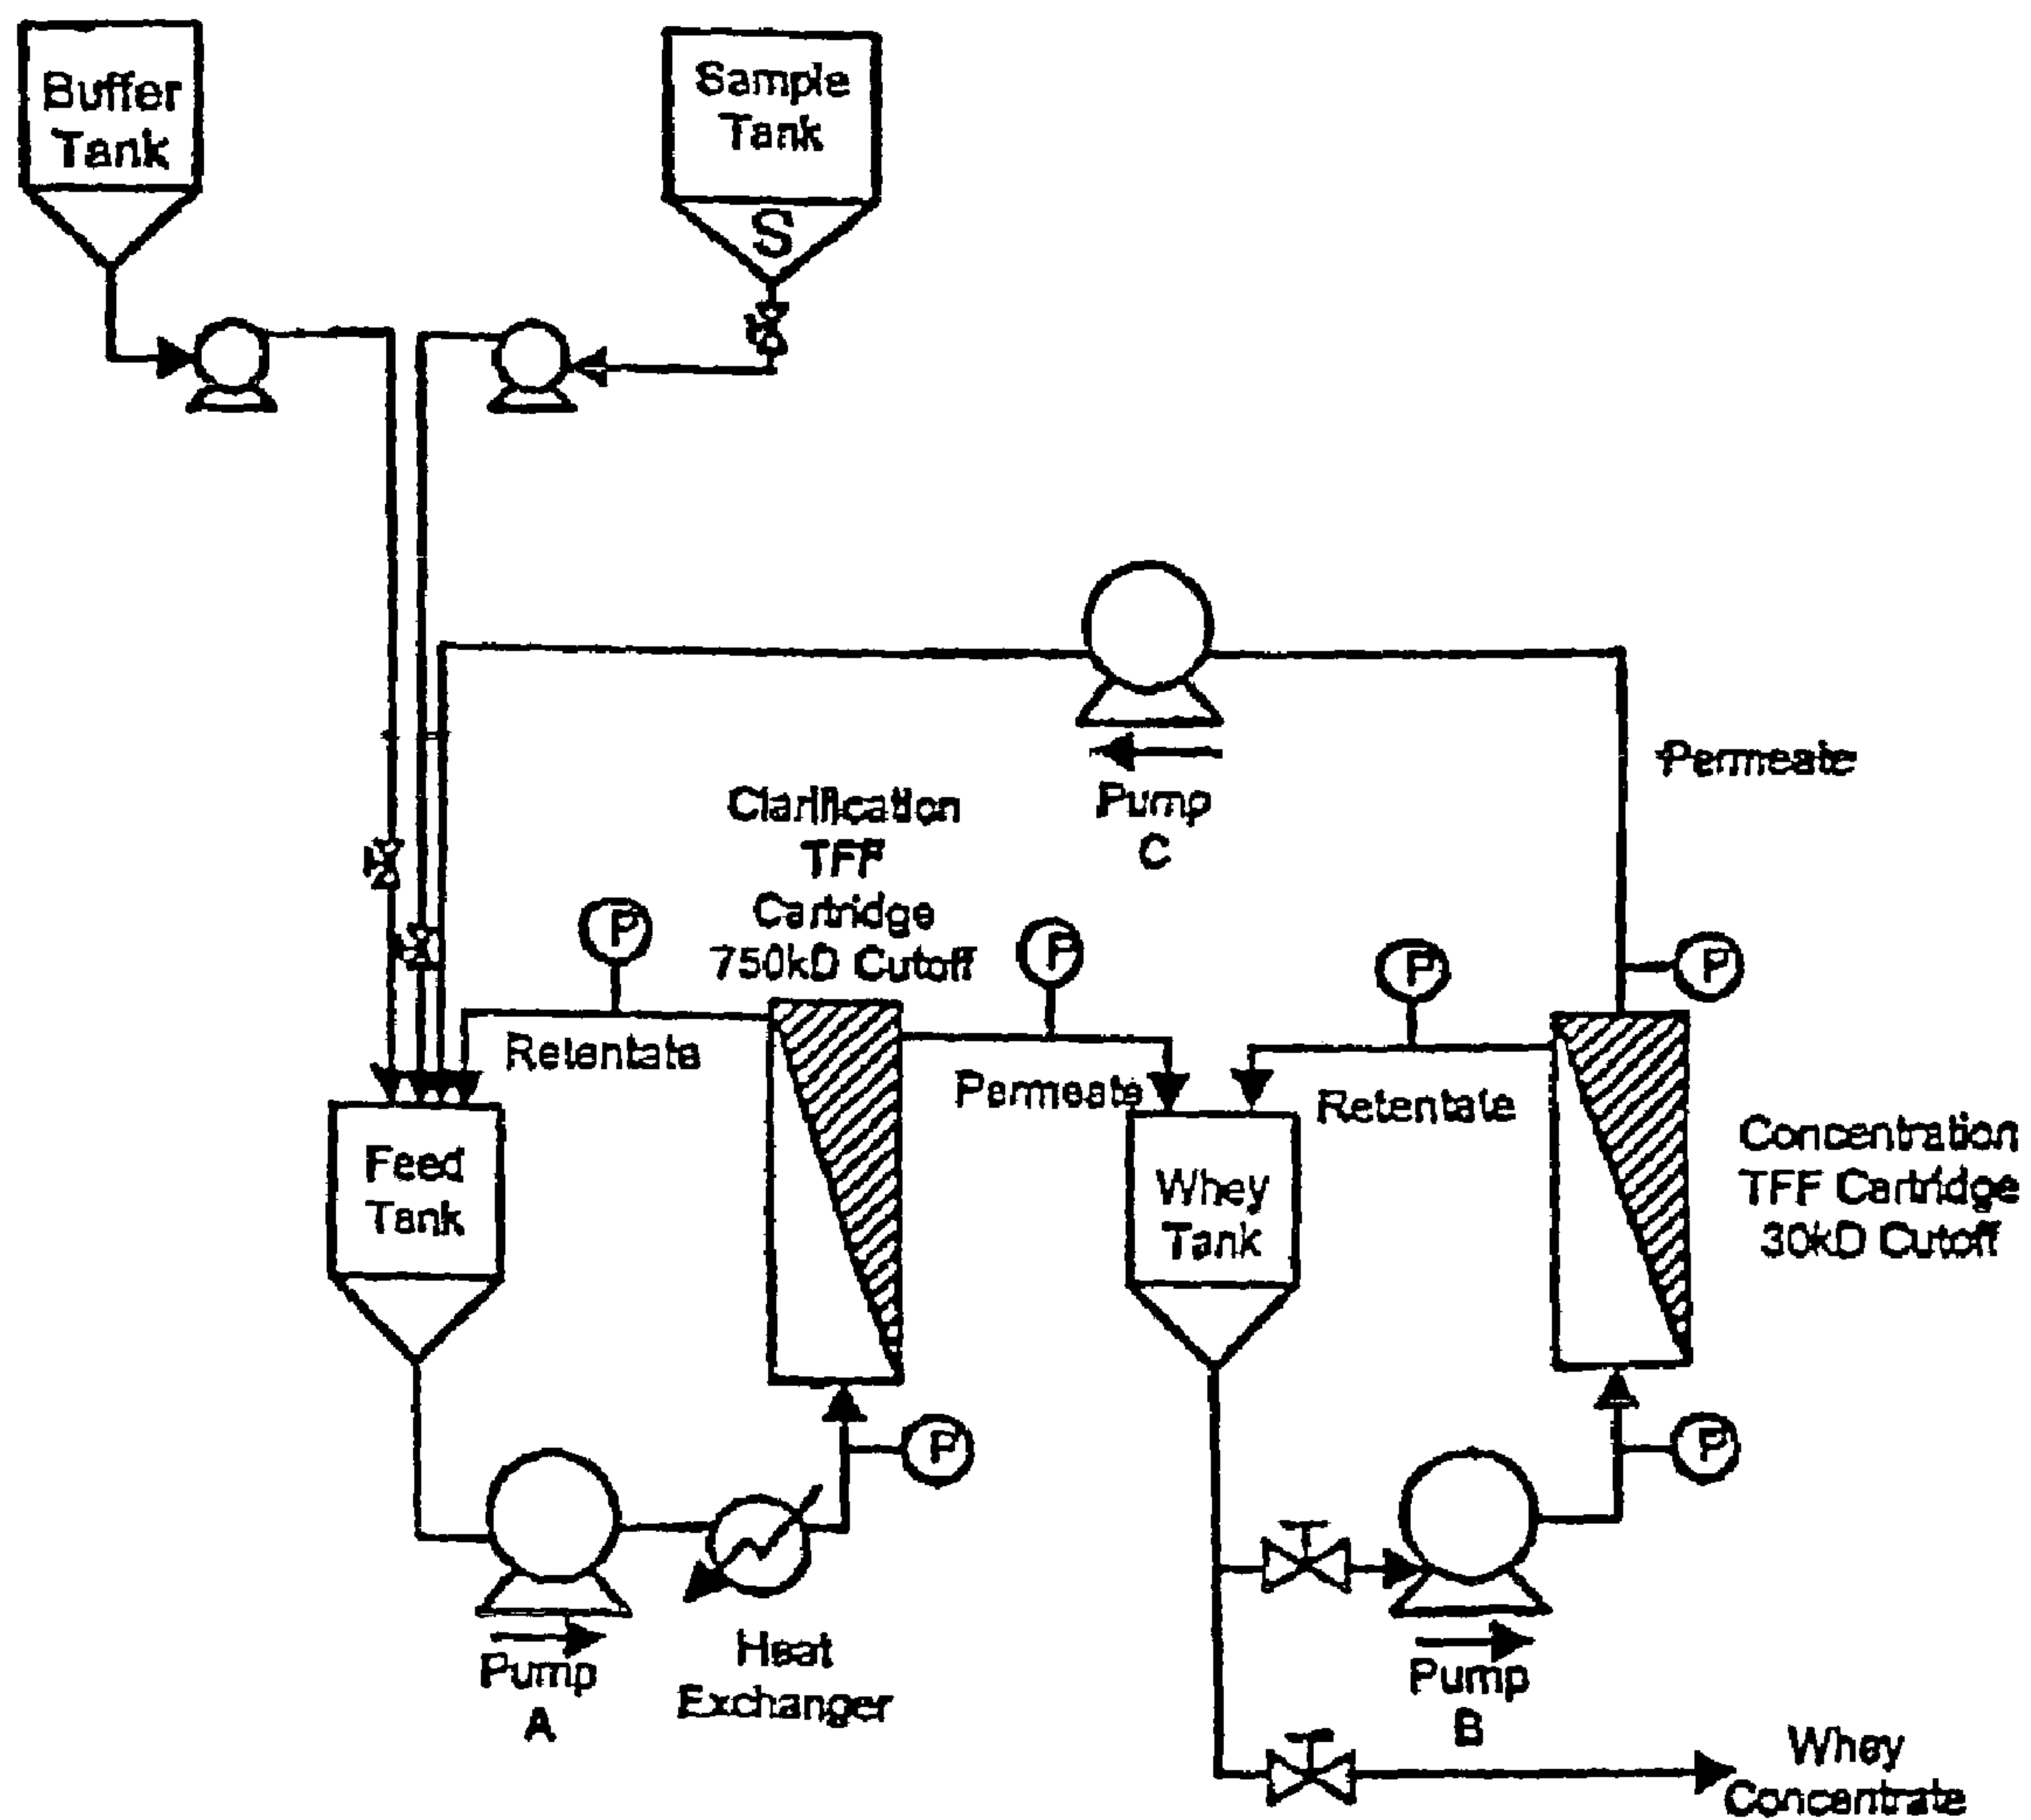 Buffer
Tank
Sample
Tank
S
Pump
C
Permeate
Clarification
TFF
Cartridge
750kD Cutoff
P
P
P
P
Retentate
Permeate
Retentate
Feed
Tank
Whey
Tank
Concentration
TFF Cartridge
30kD Cutoff
P
P
Pump
A
Heat
Exchanger
Pump
B
Whey
Concentrate